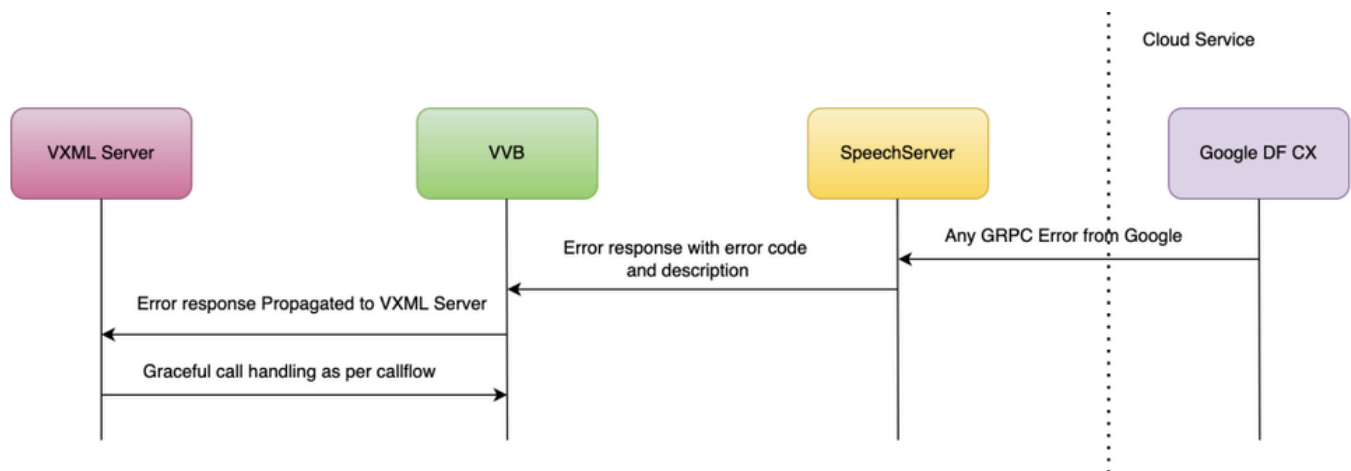 Cloud Service
VXML Server
VVB
SpeechServer
Google DF CX
Any GRPC Error from Google
Error response with error code
and description
Error response Propagated to VXML Server
Graceful call handling as per callflow